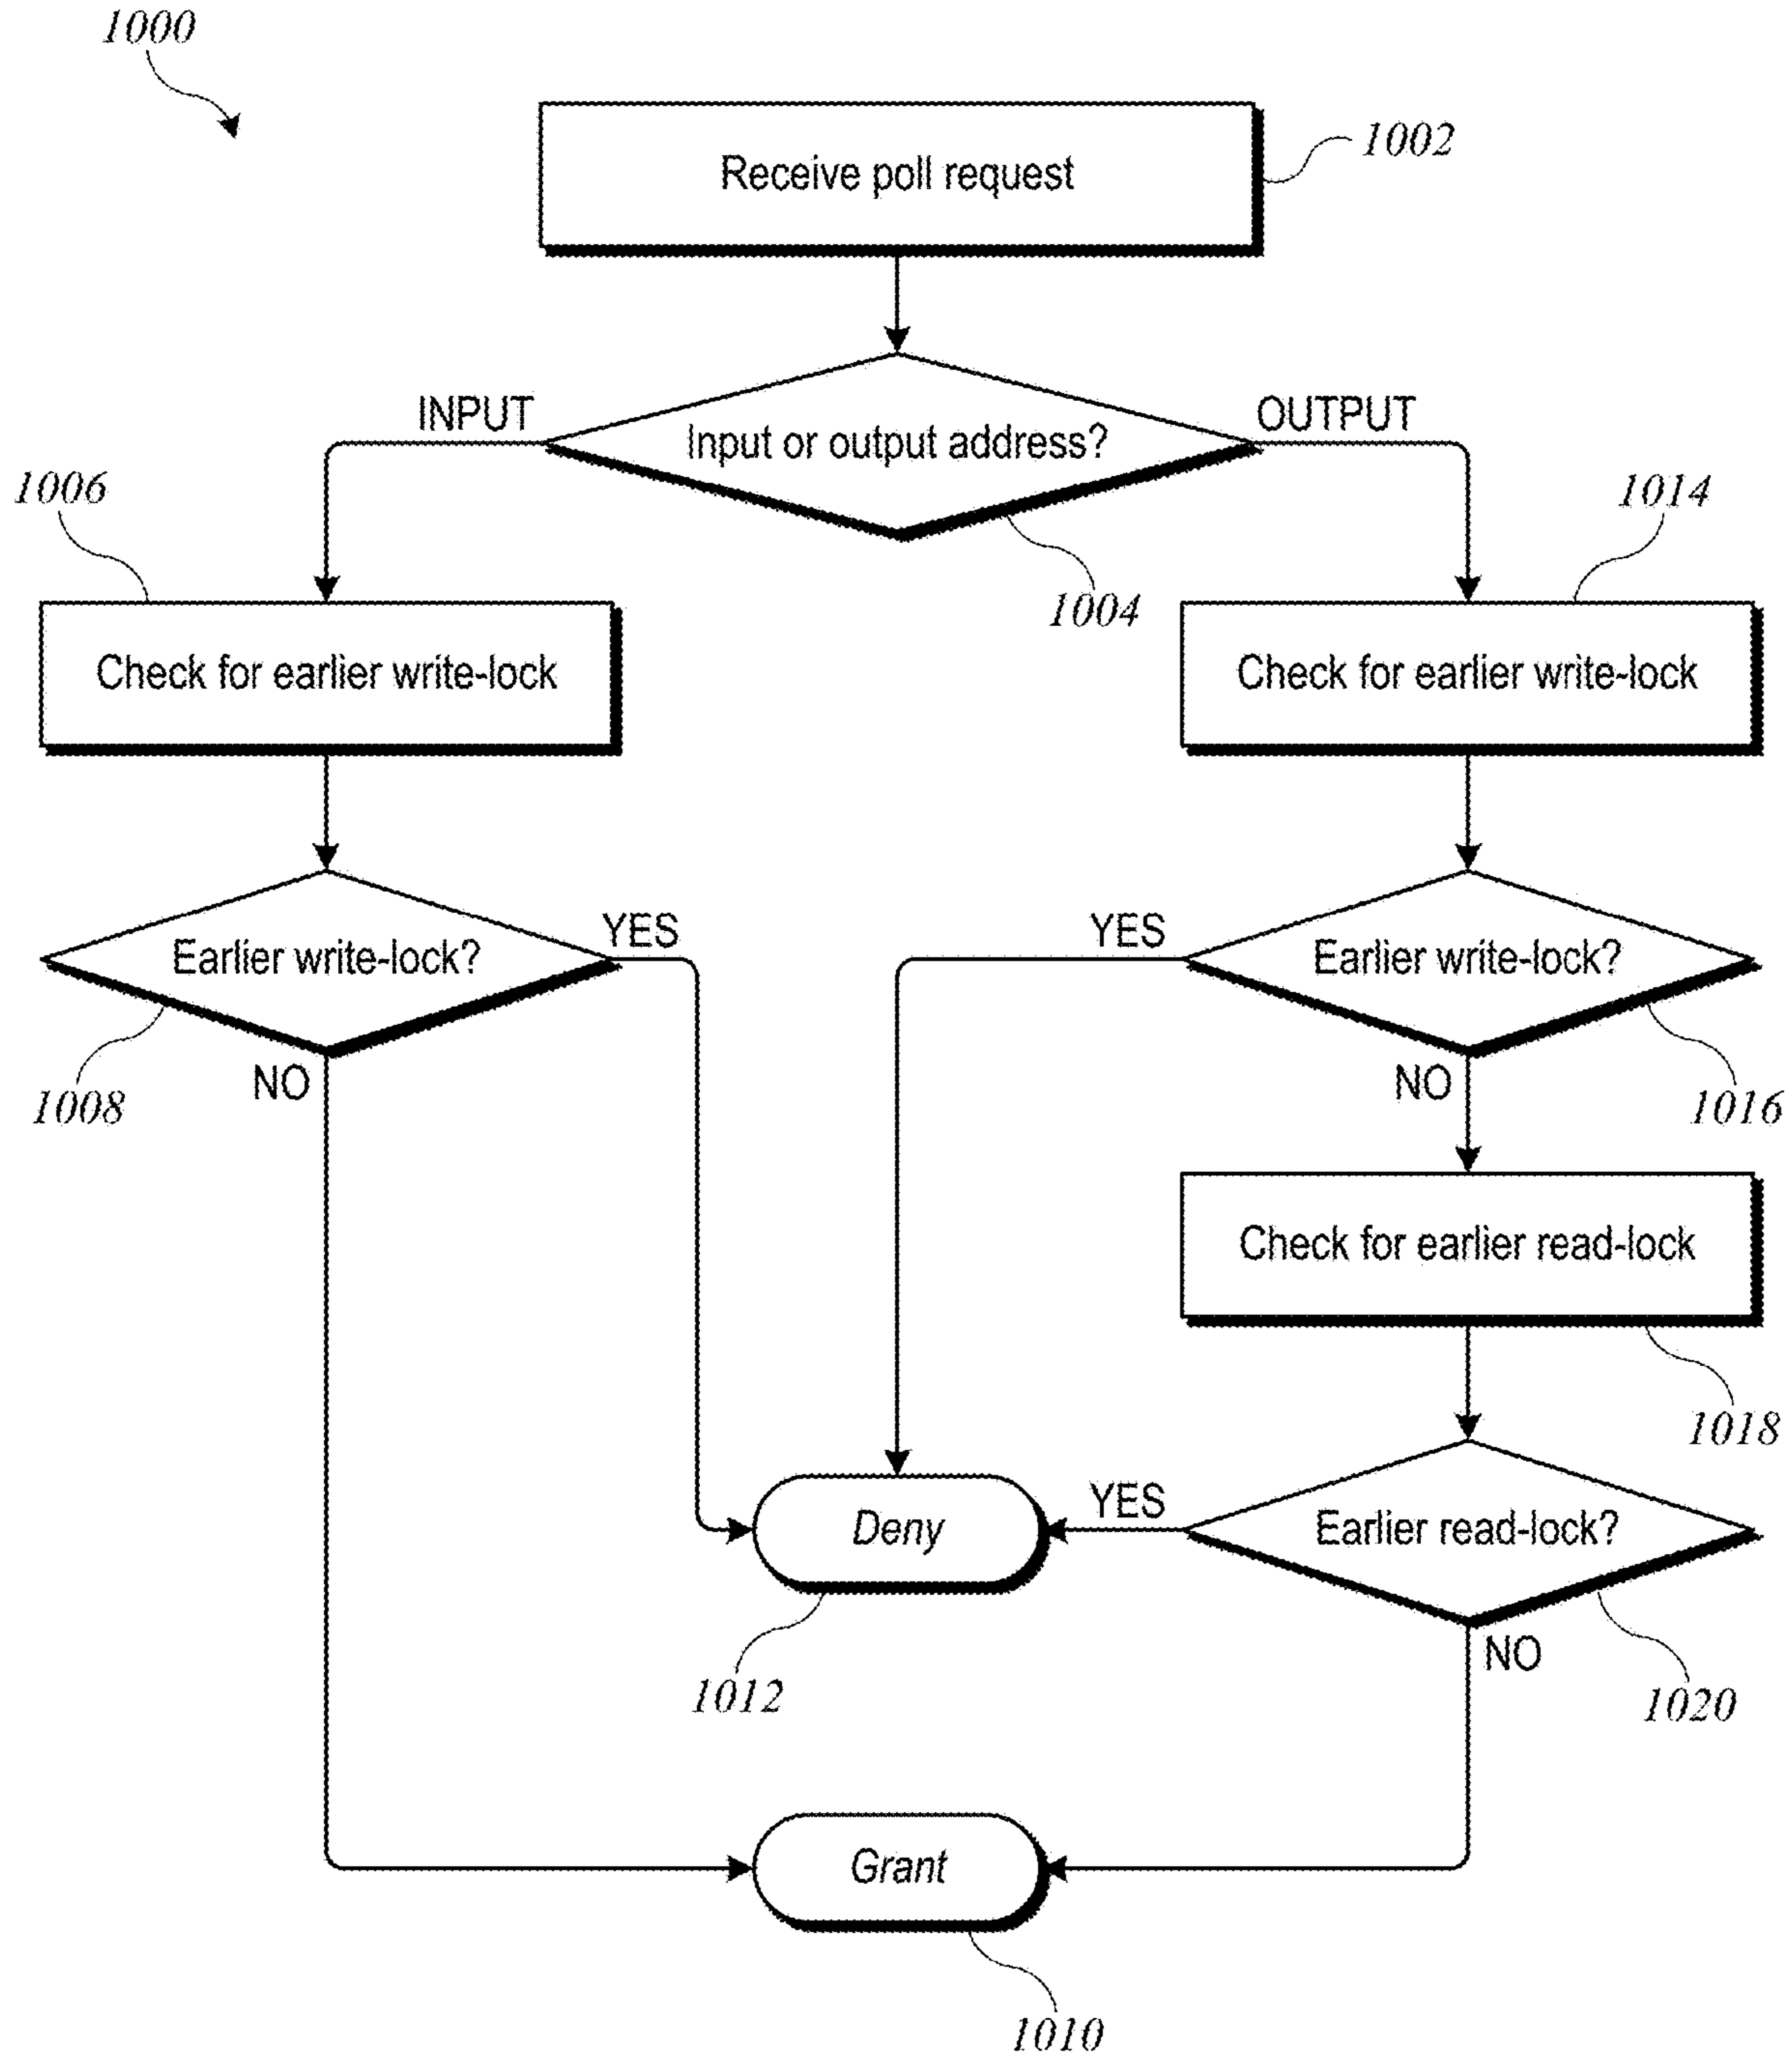 1000
Receive poll request
1002
INPUT
Input or output address?
OUTPUT
1004
1006
1014
Check for earlier write-lock
Check for earlier write-lock
Earlier write-lock?
YES
NO
1008
YES
Earlier write-lock?
NO
1016
Check for earlier read-lock
1018
Deny
1012
YES
Earlier read-lock?
NO
1020
Grant
1010